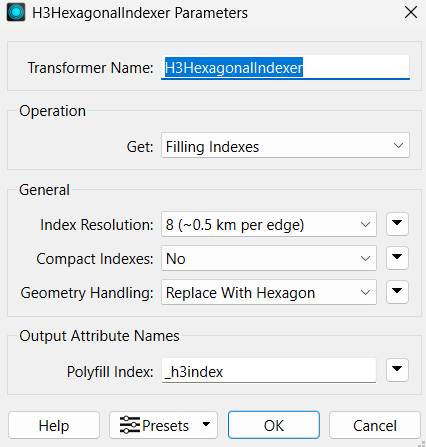 H3HexagonalIndexer Parameters
Transformer Name: H3HexagonalIndexer
Operation
Get: Filling Indexes
General
Index Resolution: 8 (~0.5 km per edge)
Compact Indexes: No
Geometry Handling: Replace With Hexagon
Output Attribute Names
Polyfill Index: _h3index
Help Presets OK Cancel